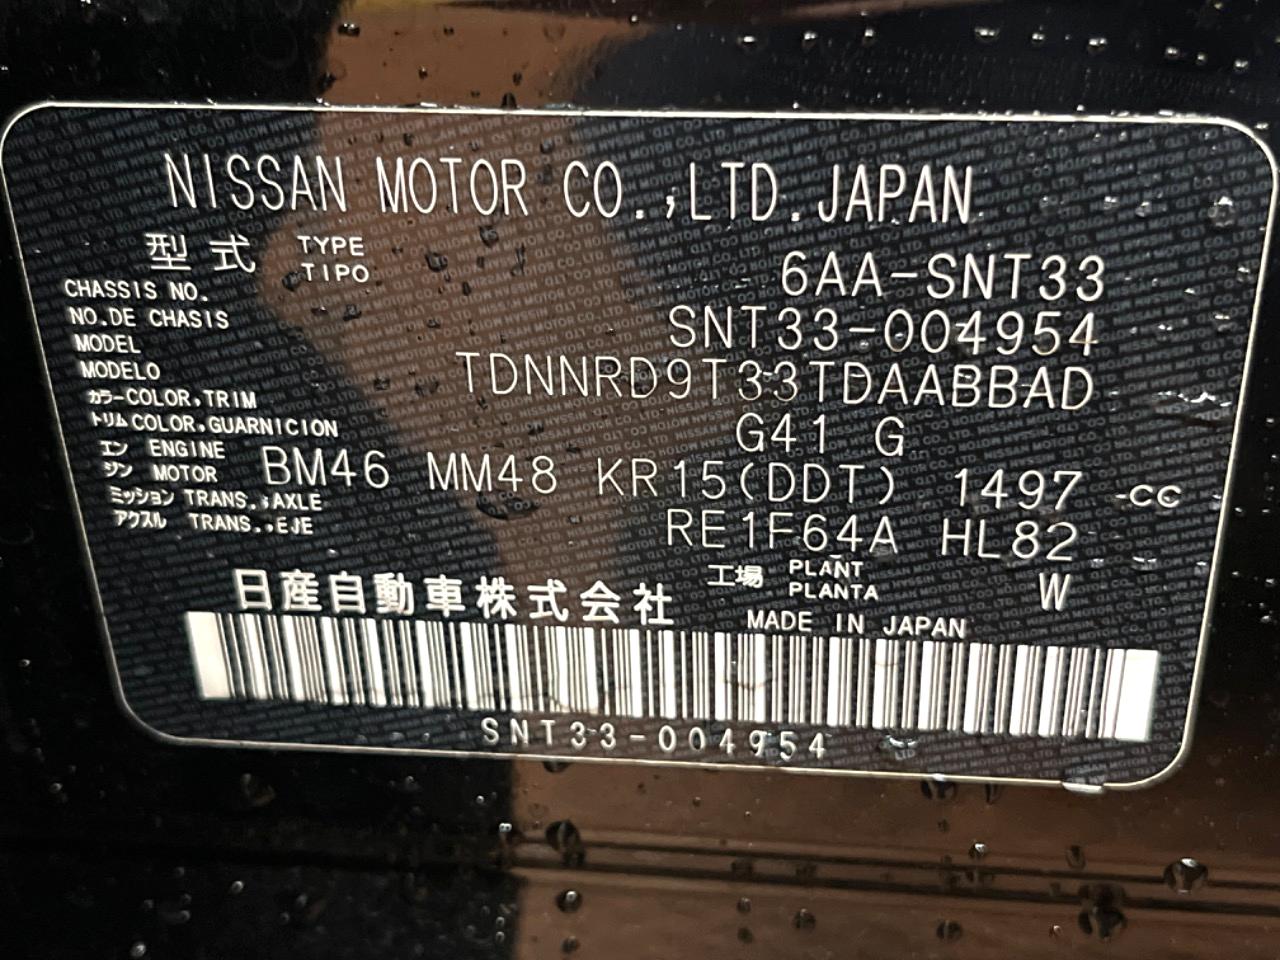 NISSAN MOTOR CO.,LTD.JAPAN
型式 TYPE TIPO 6AA-SNT33
CHASSIS NO. NO.DE CHASIS SNT33-004954
MODEL MODELO TDNNRD9T33TDAABBAD
カラー トリム COLOR,TRIM COLOR,GUARNICION G41 G
エンジン ENGINE MOTOR BM46 MM48 KR15(DDT) 1497 -CC
ミッション アクスル TRANS.,AXLE TRANS.,EJE RE1F64A HL82
工場 PLANT PLANTA W
日産自動車株式会社 MADE IN JAPAN
SNT33-004954